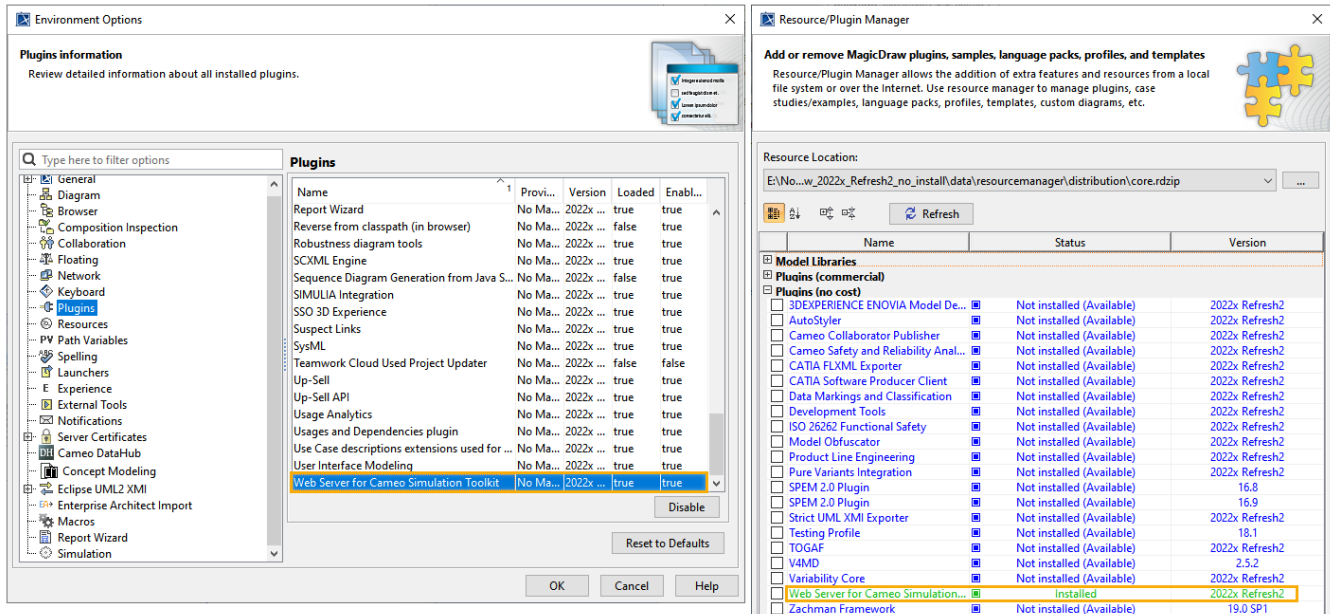 Environment Options
Plugins information
Review detailed information about all installed plugins.
Type here to filter options
General
Diagram
Browser
Composition Inspection
Collaboration
Floating
Network
Keyboard
Plugins
Resources
PV Path Variables
Spelling
Launchers
E Experience
External Tools
Notifications
Server Certificates
DH Cameo DataHub
Concept Modeling
Eclipse UML2 XMI
Enterprise Architect Import
Macros
Report Wizard
Simulation
Plugins
Name 1 Provi... Version Loaded Enabl...
Report Wizard No Ma... 2022x ... true true
Reverse from classpath (in browser) No Ma... 2022x ... false true
Robustness diagram tools No Ma... 2022x ... true true
SCXML Engine No Ma... 2022x ... true true
Sequence Diagram Generation from Java S... No Ma... 2022x ... false true
SIMULIA Integration No Ma... 2022x ... true true
SSO 3D Experience No Ma... 2022x ... true true
Suspect Links No Ma... 2022x ... true true
SysML No Ma... 2022x ... true true
Teamwork Cloud Used Project Updater No Ma... 2022x ... false false
Up-Sell No Ma... 2022x ... true true
Up-Sell API No Ma... 2022x ... true true
Usage Analytics No Ma... 2022x ... true true
Usages and Dependencies plugin No Ma... 2022x ... true true
Use Case descriptions extensions used for ... No Ma... 2022x ... true true
User Interface Modeling No Ma... 2022x ... true true
Web Server for Cameo Simulation Toolkit No Ma... 2022x ... true true
Disable
Reset to Defaults
OK Cancel Help
Resource/Plugin Manager
Add or remove MagicDraw plugins, samples, language packs, profiles, and templates
Resource/Plugin Manager allows the addition of extra features and resources from a local
file system or over the Internet. Use resource manager to manage plugins, case
studies/examples, language packs, profiles, templates, custom diagrams, etc.
Resource Location:
E:\No...w_2022x_Refresh2_no_install\data\resourcemanager\distribution\core.rdzip ...
Refresh
Name Status Version
Model Libraries
Plugins (commercial)
Plugins (no cost)
3DEXPERIENCE ENOVIA Model De... Not installed (Available) 2022x Refresh2
AutoStyler Not installed (Available) 2022x Refresh2
Cameo Collaborator Publisher Not installed (Available) 2022x Refresh2
Cameo Safety and Reliability Anal... Not installed (Available) 2022x Refresh2
CATIA FLXML Exporter Not installed (Available) 2022x Refresh2
CATIA Software Producer Client Not installed (Available) 2022x Refresh2
Data Markings and Classification Not installed (Available) 2022x Refresh2
Development Tools Not installed (Available) 2022x Refresh2
ISO 26262 Functional Safety Not installed (Available) 2022x Refresh2
Model Obfuscator Not installed (Available) 2022x Refresh2
Product Line Engineering Not installed (Available) 2022x Refresh2
Pure Variants Integration Not installed (Available) 2022x Refresh2
SPEM 2.0 Plugin Not installed (Available) 16.8
SPEM 2.0 Plugin Not installed (Available) 16.9
Strict UML XMI Exporter Not installed (Available) 2022x Refresh2
Testing Profile Not installed (Available) 18.1
TOGAF Not installed (Available) 2022x Refresh2
V4MD Not installed (Available) 2.5.2
Variability Core Not installed (Available) 2022x Refresh2
Web Server for Cameo Simulation... Installed 2022x Refresh2
Zachman Framework Not installed (Available) 19.0 SP1